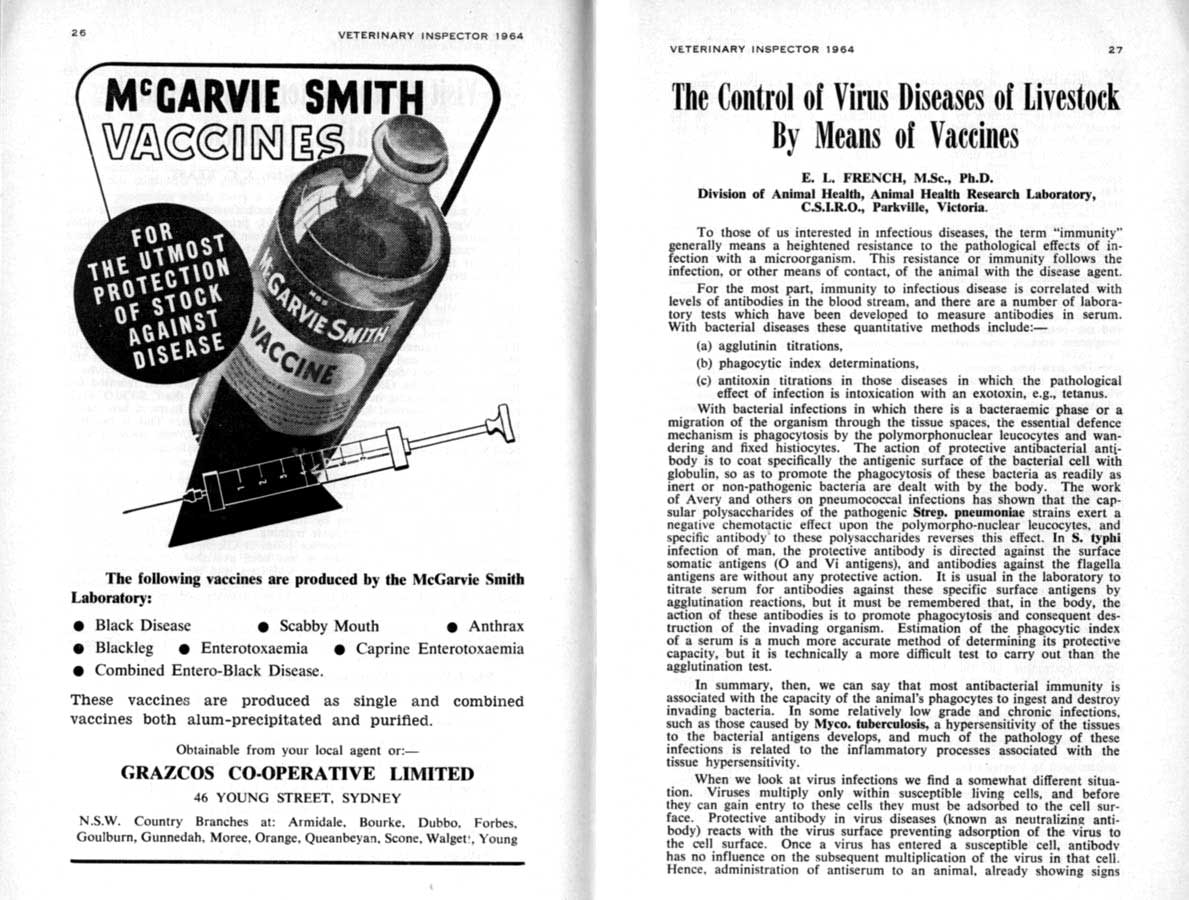 26
VETERINARY INSPECTOR 1964
McGARVIE SMITH
VACCINES
FOR
THE UTMOST
PROTECTION
OF STOCK
AGAINST
DISEASE
McGARVIE SMITH
VACCINE
1 2 3
The following vaccines are produced by the McGarvie Smith
Laboratory:
● Black Disease ● Scabby Mouth ● Anthrax
● Blackleg ● Enterotoxaemia ● Caprine Enterotoxaemia
● Combined Entero-Black Disease.
These vaccines are produced as single and combined
vaccines both alum-precipitated and purified.
Obtainable from your local agent or:—
GRAZCOS CO-OPERATIVE LIMITED
46 YOUNG STREET, SYDNEY
N.S.W. Country Branches at: Armidale, Bourke, Dubbo, Forbes,
Goulburn, Gunnedah, Moree, Orange, Queanbeyan, Scone, Walget', Young
VETERINARY INSPECTOR 1964
27
The Control of Virus Diseases of Livestock
By Means of Vaccines
E. L. FRENCH, M.Sc., Ph.D.
Division of Animal Health, Animal Health Research Laboratory,
C.S.I.R.O., Parkville, Victoria.
To those of us interested in infectious diseases, the term "immunity"
generally means a heightened resistance to the pathological effects of in-
fection with a microorganism. This resistance or immunity follows the
infection, or other means of contact, of the animal with the disease agent.
For the most part, immunity to infectious disease is correlated with
levels of antibodies in the blood stream, and there are a number of labora-
tory tests which have been developed to measure antibodies in serum.
With bacterial diseases these quantitative methods include:—
(a) agglutinin titrations,
(b) phagocytic index determinations,
(c) antitoxin titrations in those diseases in which the pathological
effect of infection is intoxication with an exotoxin, e.g., tetanus.
With bacterial infections in which there is a bacteraemic phase or a
migration of the organism through the tissue spaces, the essential defence
mechanism is phagocytosis by the polymorphonuclear leucocytes and wan-
dering and fixed histiocytes. The action of protective antibacterial anti-
body is to coat specifically the antigenic surface of the bacterial cell with
globulin, so as to promote the phagocytosis of these bacteria as readily as
inert or non-pathogenic bacteria are dealt with by the body. The work
of Avery and others on pneumococcal infections has shown that the cap-
sular polysaccharides of the pathogenic Strep. pneumoniae strains exert a
negative chemotactic effect upon the polymorpho-nuclear leucocytes, and
specific antibody to these polysaccharides reverses this effect. In S. typhi
infection of man, the protective antibody is directed against the surface
somatic antigens (O and Vi antigens), and antibodies against the flagella
antigens are without any protective action. It is usual in the laboratory to
titrate serum for antibodies against these specific surface antigens by
agglutination reactions, but it must be remembered that, in the body, the
action of these antibodies is to promote phagocytosis and consequent des-
truction of the invading organism. Estimation of the phagocytic index
of a serum is a much more accurate method of determining its protective
capacity, but it is technically a more difficult test to carry out than the
agglutination test.
In summary, then, we can say that most antibacterial immunity is
associated with the capacity of the animal's phagocytes to ingest and destroy
invading bacteria. In some relatively low grade and chronic infections,
such as those caused by Myco. tuberculosis, a hypersensitivity of the tissues
to the bacterial antigens develops, and much of the pathology of these
infections is related to the inflammatory processes associated with the
tissue hypersensitivity.
When we look at virus infections we find a somewhat different situa-
tion. Viruses multiply only within susceptible living cells, and before
they can gain entry to these cells they must be adsorbed to the cell sur-
face. Protective antibody in virus diseases (known as neutralizing anti-
body) reacts with the virus surface preventing adsorption of the virus to
the cell surface. Once a virus has entered a susceptible cell, antibody
has no influence on the subsequent multiplication of the virus in that cell.
Hence, administration of antiserum to an animal, already showing signs